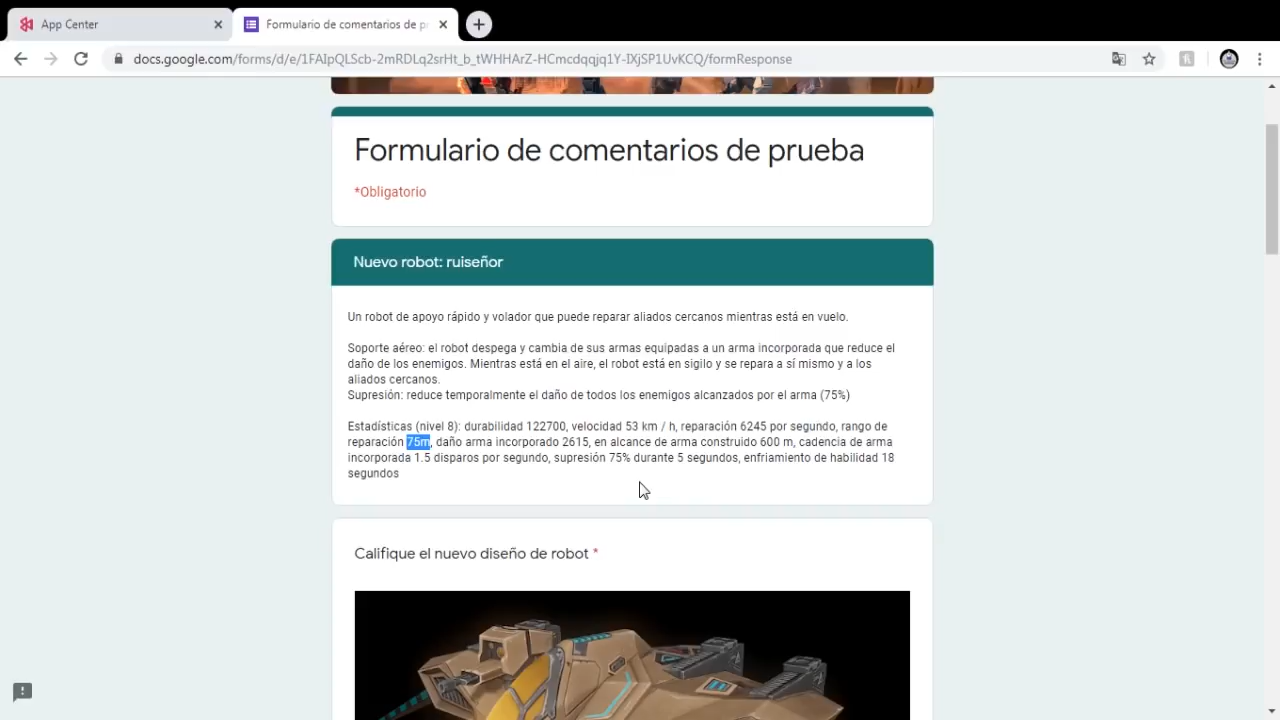 App Center
Formulario de comentarios de pr
docs.google.com/forms/d/e/1FAIpQLScb-2mRDLq2srHt_b_tWHHArZ-HCmcdqqjq1Y-IXjSP1UvKCQ/formResponse
Formulario de comentarios de prueba
*Obligatorio
Nuevo robot: ruiseñor
Un robot de apoyo rápido y volador que puede reparar aliados cercanos mientras está en vuelo.
Soporte aéreo: el robot despega y cambia de sus armas equipadas a un arma incorporada que reduce el
daño de los enemigos. Mientras está en el aire, el robot está en sigilo y se repara a sí mismo y a los
aliados cercanos.
Supresión: reduce temporalmente el daño de todos los enemigos alcanzados por el arma (75%)
Estadísticas (nivel 8): durabilidad 122700, velocidad 53 km / h, reparación 6245 por segundo, rango de
reparación 75m, daño arma incorporado 2615, en alcance de arma construido 600 m, cadencia de arma
incorporada 1.5 disparos por segundo, supresión 75% durante 5 segundos, enfriamiento de habilidad 18
segundos
Califique el nuevo diseño de robot *